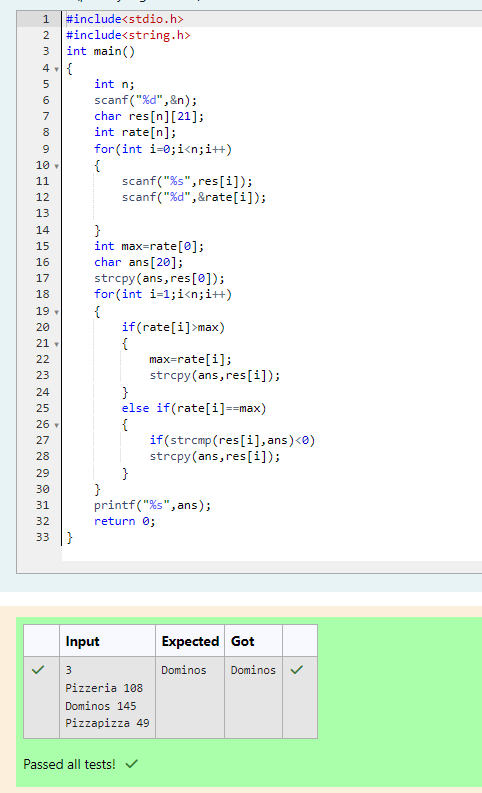 1 #include<stdio.h>
2 #include<string.h>
3 int main()
4 {
5 int n;
6 scanf("%d",&n);
7 char res[n][21];
8 int rate[n];
9 for(int i=0;i<n;i++)
10 {
11 scanf("%s",res[i]);
12 scanf("%d",&rate[i]);
13
14 }
15 int max=rate[0];
16 char ans[20];
17 strcpy(ans,res[0]);
18 for(int i=1;i<n;i++)
19 {
20 if(rate[i]>max)
21 {
22 max=rate[i];
23 strcpy(ans,res[i]);
24 }
25 else if(rate[i]==max)
26 {
27 if(strcmp(res[i],ans)<0)
28 strcpy(ans,res[i]);
29 }
30 }
31 printf("%s",ans);
32 return 0;
33 }
Input Expected Got
3 Dominos Dominos
Pizzeria 108
Dominos 145
Pizzapizza 49
Passed all tests!